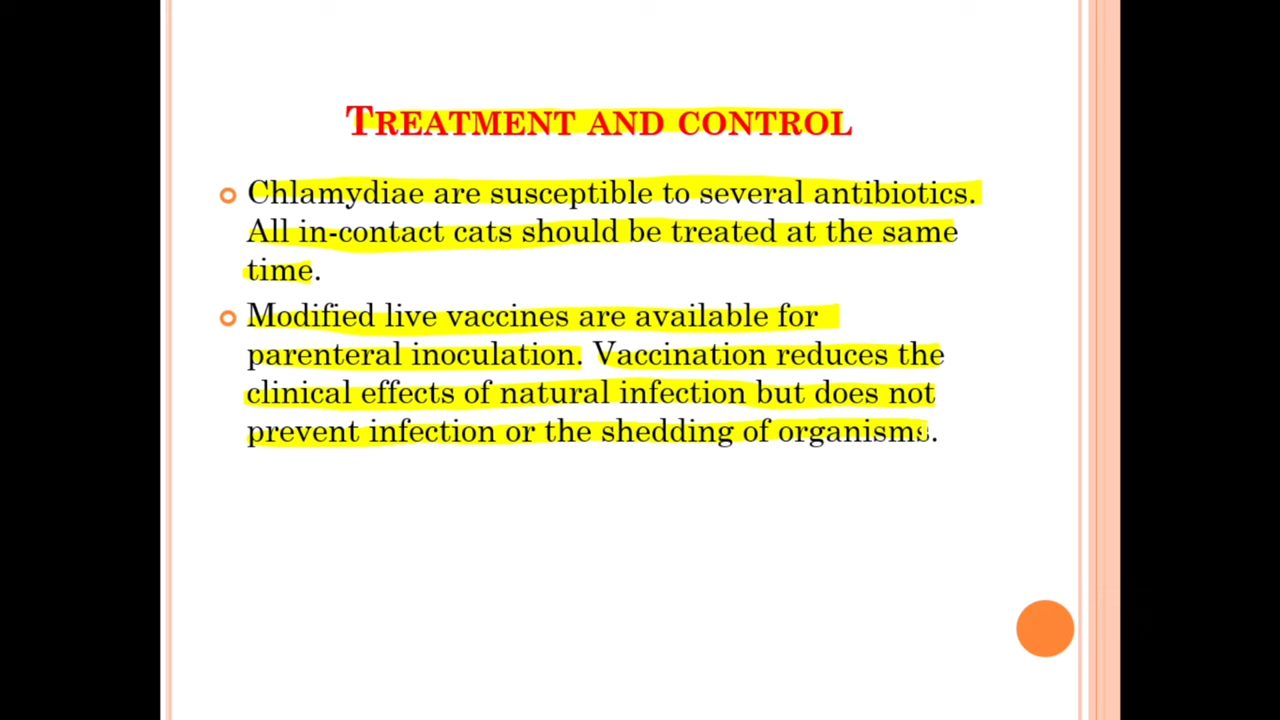 TREATMENT AND CONTROL
Chlamydiae are susceptible to several antibiotics.
All in-contact cats should be treated at the same
time.
Modified live vaccines are available for
parenteral inoculation. Vaccination reduces the
clinical effects of natural infection but does not
prevent infection or the shedding of organisms.